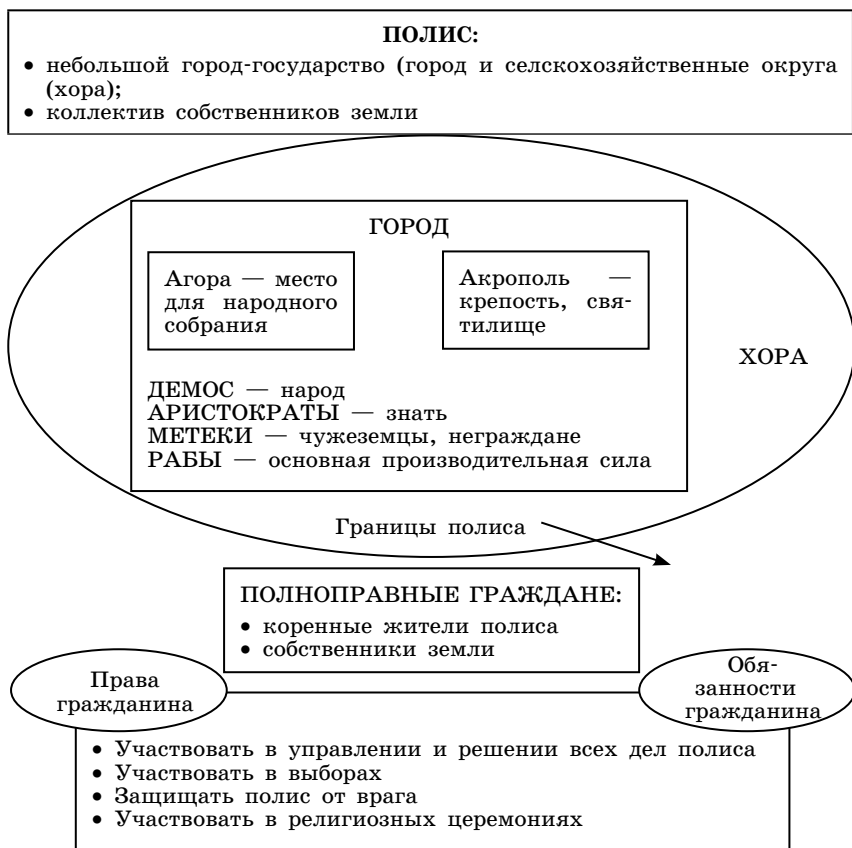 ПОЛИС:
• небольшой город-государство (город и селскохозяйственные округа
(хора);
• коллектив собственников земли
ГОРОД
Агора — место
для народного
собрания
Акрополь —
крепость, свя-
тилище
ХОРА
ДЕМОС — народ
АРИСТОКРАТЫ — знать
МЕТЕКИ — чужеземцы, неграждане
РАБЫ — основная производительная сила
Границы полиса
ПОЛНОПРАВНЫЕ ГРАЖДАНЕ:
• коренные жители полиса
• собственники земли
Права
гражданина
Обя-
занности
гражданина
• Участвовать в управлении и решении всех дел полиса
• Участвовать в выборах
• Защищать полис от врага
• Участвовать в религиозных церемониях